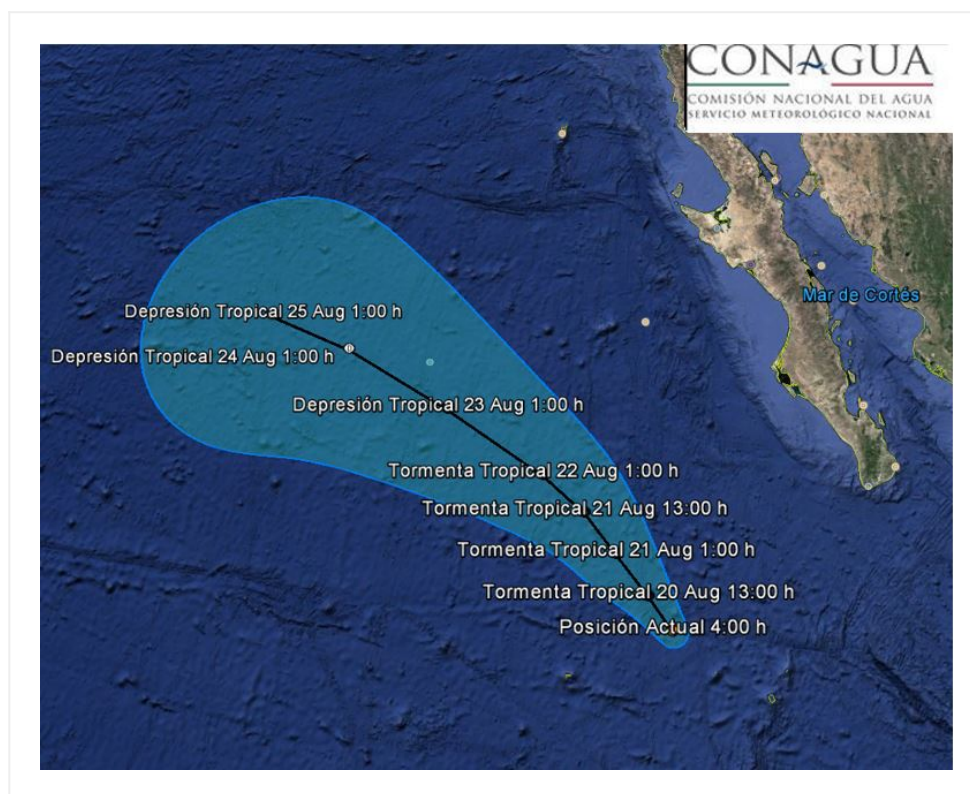 CONAGUA
COMISIÓN NACIONAL DEL AGUA
SERVICIO METEOROLÓGICO NACIONAL
Mar de Cortés
Depresión Tropical 25 Aug 1:00 h
Depresión Tropical 24 Aug 1:00 h
Depresión Tropical 23 Aug 1:00 h
Tormenta Tropical 22 Aug 1:00 h
Tormenta Tropical 21 Aug 13:00 h
Tormenta Tropical 21 Aug 1:00 h
Tormenta Tropical 20 Aug 13:00 h
Posición Actual 4:00 h